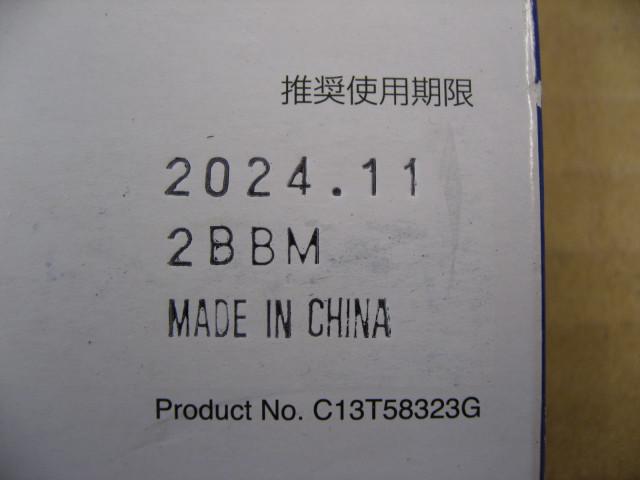 推奨使用期限
2024.11
2BBM
MADE IN CHINA
Product No. C13T58323G